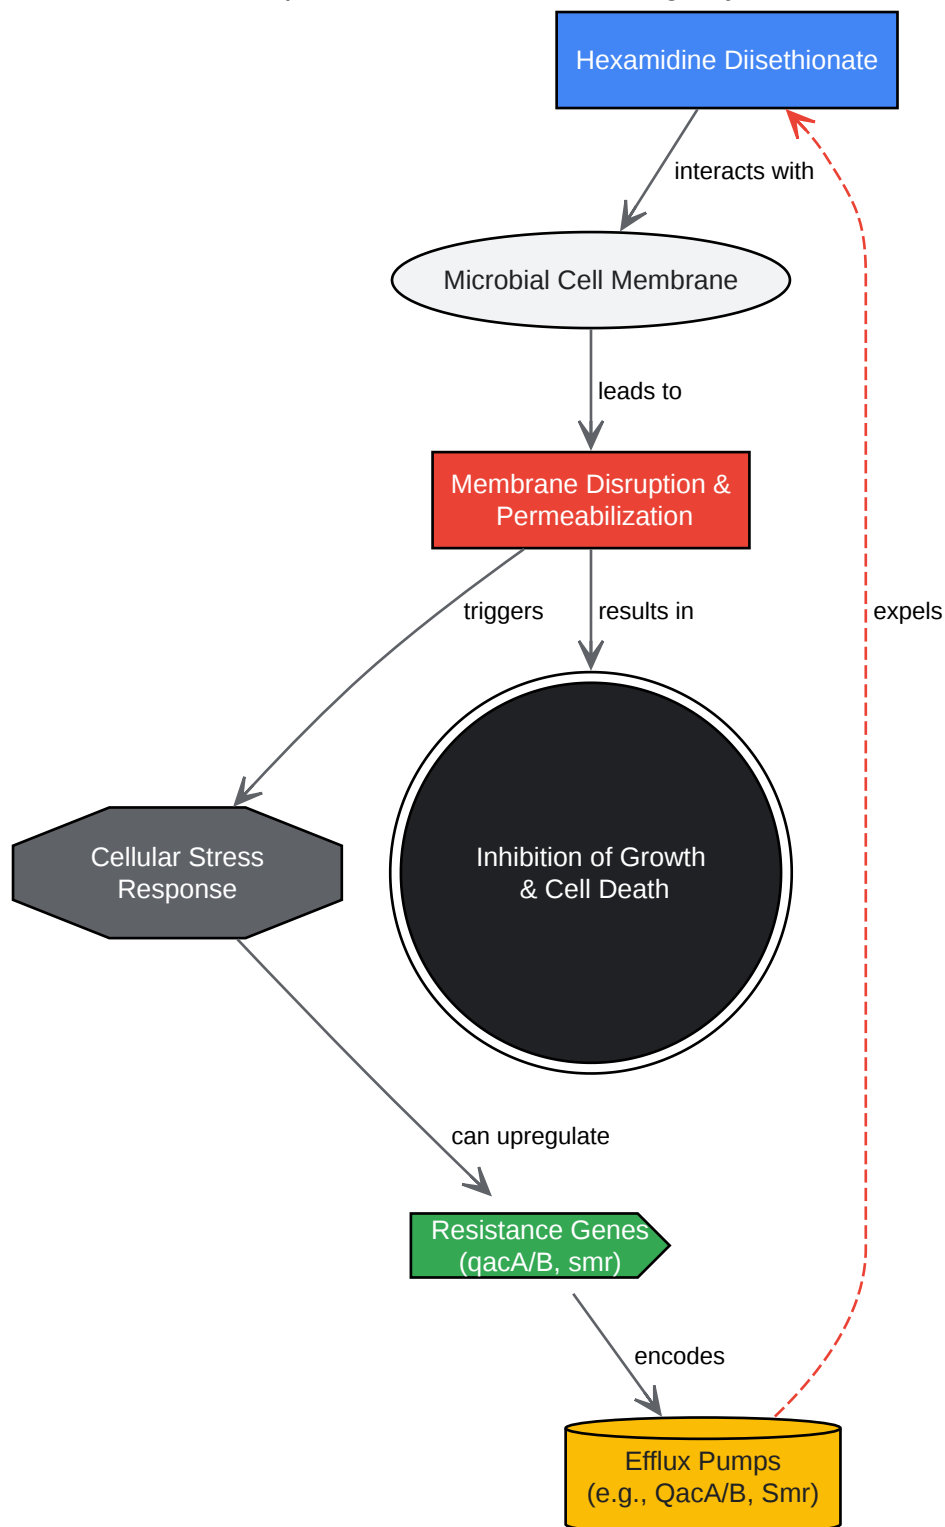 Hexamidine Diisethionate
interacts with
Microbial Cell Membrane
leads to
Membrane Disruption &
Permeabilization
triggers
results in
expels
Cellular Stress
Response
Inhibition of Growth
& Cell Death
can upregulate
Resistance Genes
(qacA/B, smr)
encodes
Efflux Pumps
(e.g., QacA/B, Smr)